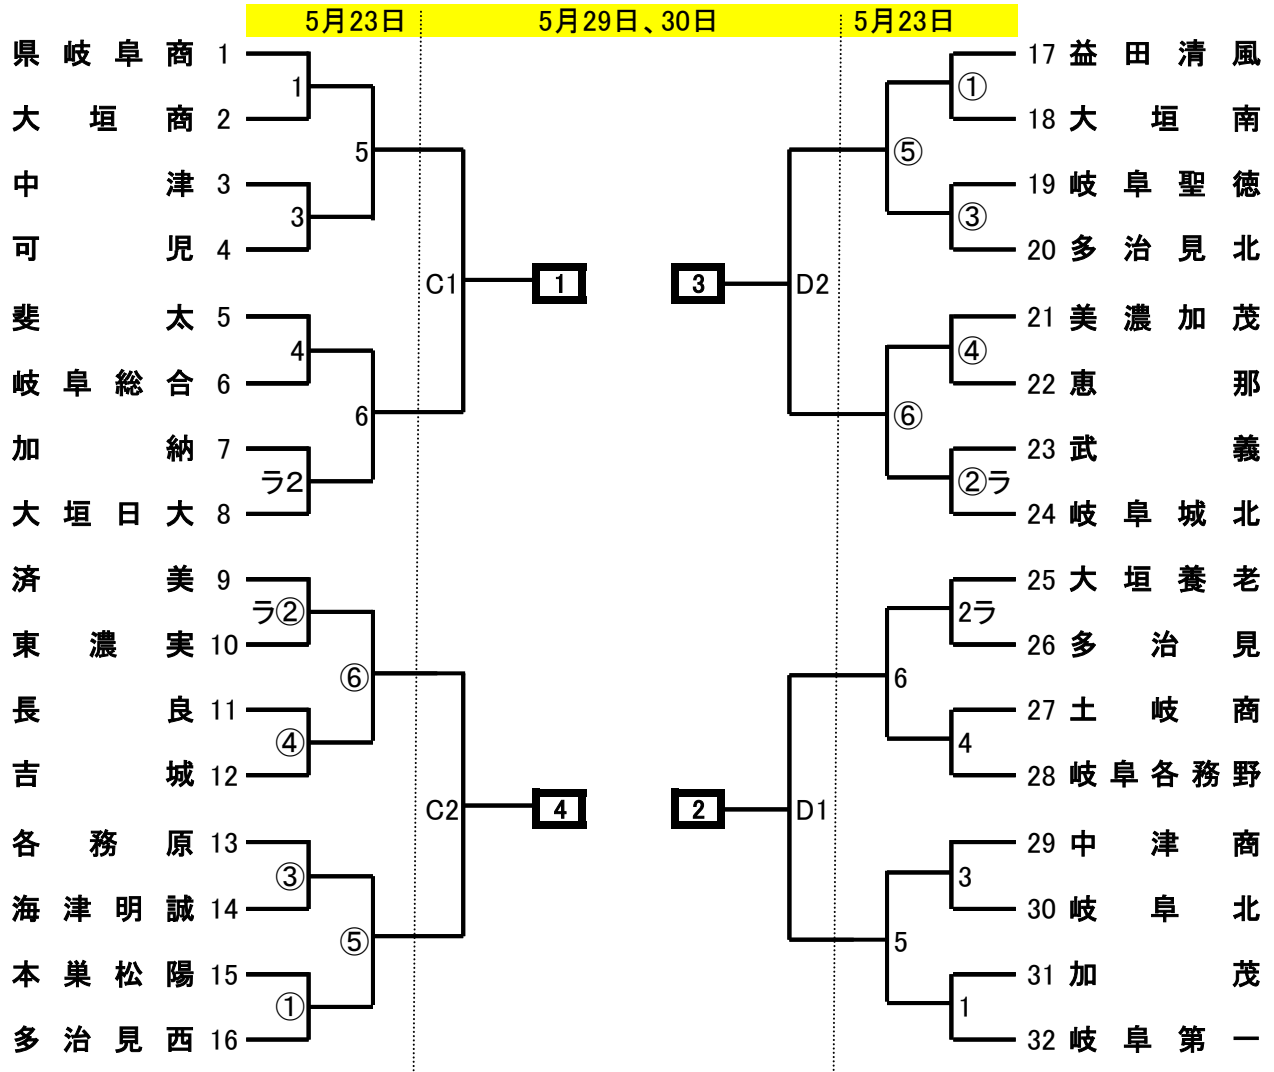 5月23日 5月29日、30日 5月23日
県岐阜商 1 17 益田清風
1 ①
大垣商 2 18 大垣南
5 ⑤
中津 3 19 岐阜聖徳
3 ③
可児 4 20 多治見北
C1 1 3 D2
斐太 5 21 美濃加茂
4 ④
岐阜総合 6 22 恵那
6 ⑥
加納 7 23 武義
ラ2 ②ラ
大垣日大 8 24 岐阜城北
済美 9 25 大垣養老
ラ② 2ラ
東濃実 10 26 多治見
⑥ 6
長良 11 27 土岐商
④ 4
吉城 12 28 岐阜各務野
C2 4 2 D1
各務原 13 29 中津商
③ 3
海津明誠 14 30 岐阜北
⑤ 5
本巣松陽 15 31 加茂
① 1
多治見西 16 32 岐阜第一